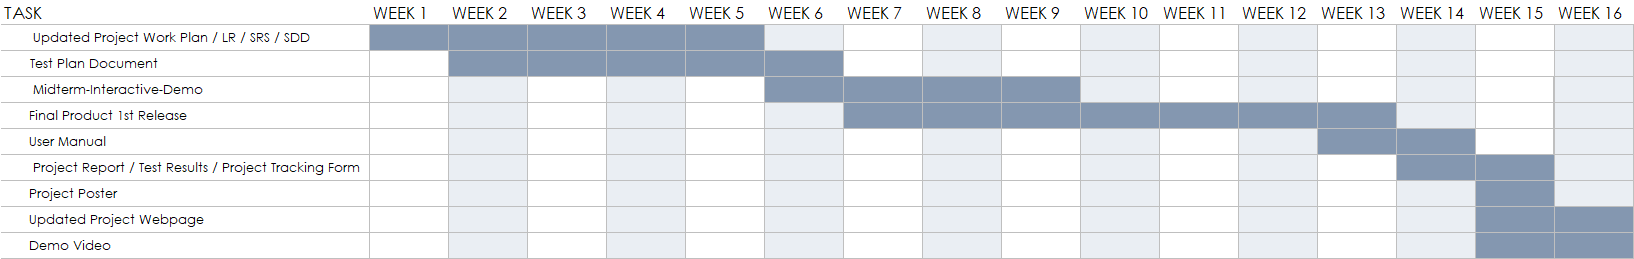 TASK WEEK 1 WEEK 2 WEEK 3 WEEK 4 WEEK 5 WEEK 6 WEEK 7 WEEK 8 WEEK 9 WEEK 10 WEEK 11 WEEK 12 WEEK 13 WEEK 14 WEEK 15 WEEK 16
Updated Project Work Plan / LR / SRS / SDD
Test Plan Document
Midterm-Interactive-Demo
Final Product 1st Release
User Manual
Project Report / Test Results / Project Tracking Form
Project Poster
Updated Project Webpage
Demo Video